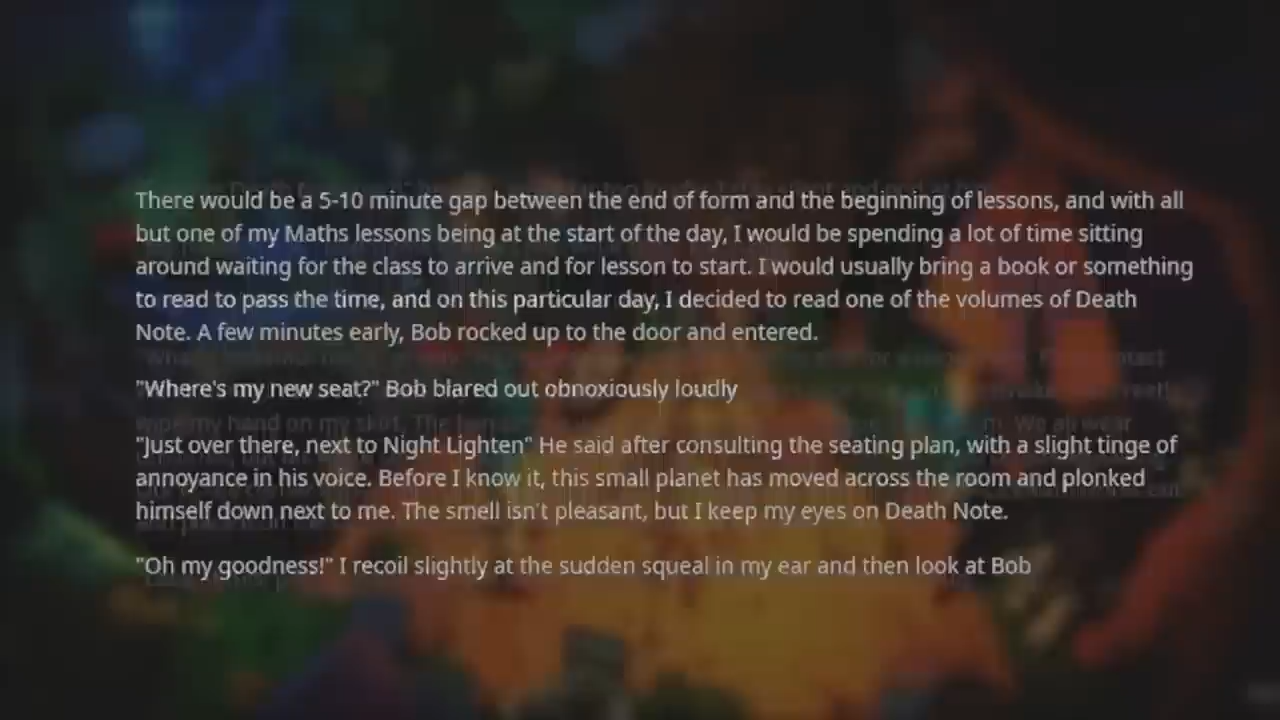 There would be a 5-10 minute gap between the end of form and the beginning of lessons, and with all
but one of my Maths lessons being at the start of the day, I would be spending a lot of time sitting
around waiting for the class to arrive and for lesson to start. I would usually bring a book or something
to read to pass the time, and on this particular day, I decided to read one of the volumes of Death
Note. A few minutes early, Bob rocked up to the door and entered.
"Where's my new seat?" Bob blared out obnoxiously loudly
"Just over there, next to Night Lighten" He said after consulting the seating plan, with a slight tinge of
annoyance in his voice. Before I know it, this small planet has moved across the room and plonked
himself down next to me. The smell isn't pleasant, but I keep my eyes on Death Note.
"Oh my goodness!" I recoil slightly at the sudden squeal in my ear and then look at Bob